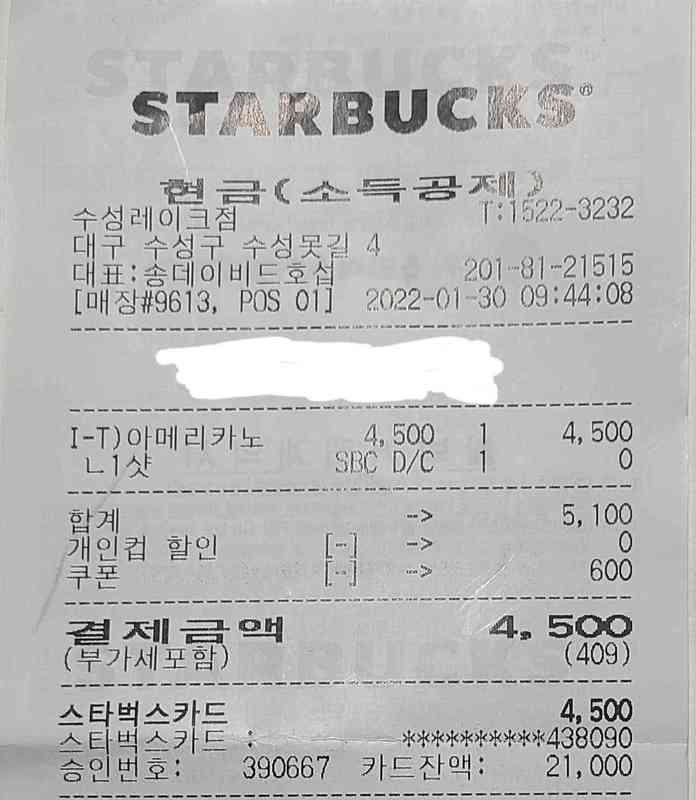 STARBUCKS®
현금(소득공제)
수성레이크점 T:1522-3232
대구 수성구 수성못길 4
대표:송데이비드호섭 201-81-21515
[매장#9613, POS 01] 2022-01-30 09:44:08
I-T)아메리카노 4,500 1 4,500
ㄴ1샷 SBC D/C 1 0
합계 -> 5,100
개인컵 할인 [-] -> 0
쿠폰 [-] -> 600
결제금액 4,500
(부가세포함) (409)
스타벅스카드 4,500
스타벅스카드 : **********438090
승인번호: 390667 카드잔액: 21,000